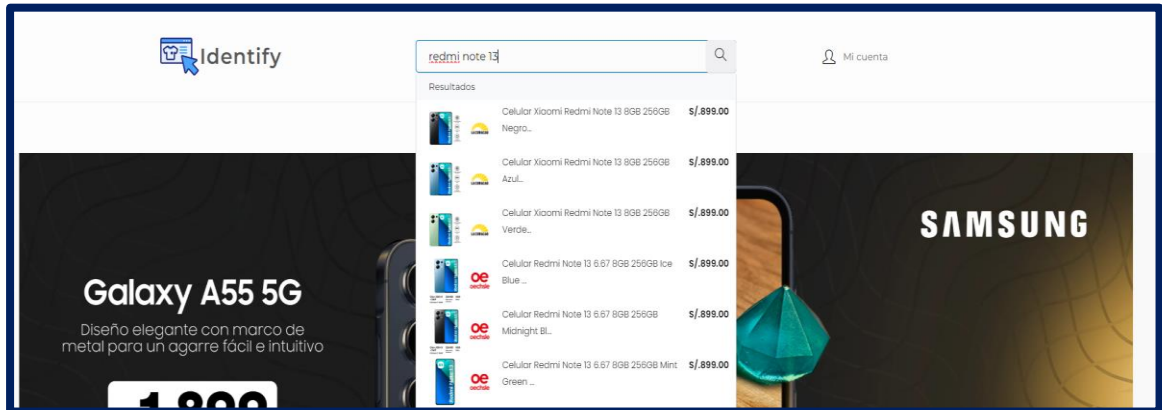 Identify
redmi note 13
Mi cuenta
Resultados
Celular Xiaomi Redmi Note 13 8GB 256GB S/.899.00
Negro...
Celular Xiaomi Redmi Note 13 8GB 256GB S/.899.00
Azul...
Celular Xiaomi Redmi Note 13 8GB 256GB S/.899.00
Verde...
Celular Redmi Note 13 6.67 8GB 256GB Ice S/.899.00
Blue ...
oe
oechsle
Celular Redmi Note 13 6.67 8GB 256GB S/.899.00
Midnight Bl...
oe
oechsle
Celular Redmi Note 13 6.67 8GB 256GB Mint S/.899.00
Green ...
oe
oechsle
Galaxy A55 5G
Diseño elegante con marco de
metal para un agarre fácil e intuitivo
1,899
SAMSUNG